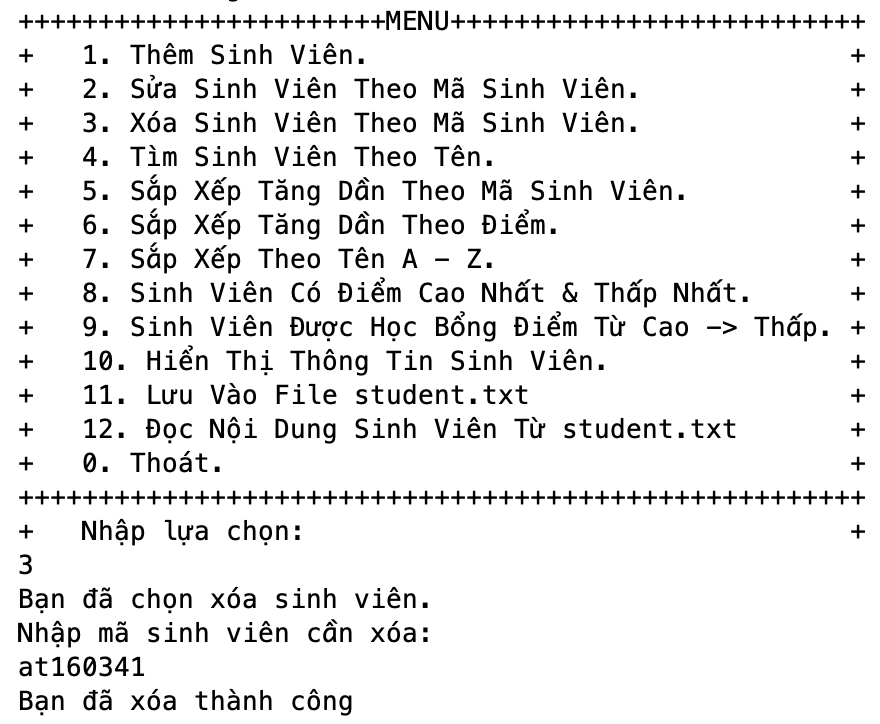 +++++++++++++++++++++++MENU++++++++++++++++++++++++++
+   1. Thêm Sinh Viên.                              +
+   2. Sửa Sinh Viên Theo Mã Sinh Viên.             +
+   3. Xóa Sinh Viên Theo Mã Sinh Viên.             +
+   4. Tìm Sinh Viên Theo Tên.                      +
+   5. Sắp Xếp Tăng Dần Theo Mã Sinh Viên.          +
+   6. Sắp Xếp Tăng Dần Theo Điểm.                  +
+   7. Sắp Xếp Theo Tên A - Z.                      +
+   8. Sinh Viên Có Điểm Cao Nhất & Thấp Nhất.      +
+   9. Sinh Viên Được Học Bổng Điểm Từ Cao -> Thấp. +
+   10. Hiển Thị Thông Tin Sinh Viên.               +
+   11. Lưu Vào File student.txt                    +
+   12. Đọc Nội Dung Sinh Viên Từ student.txt       +
+   0. Thoát.                                       +
+++++++++++++++++++++++++++++++++++++++++++++++++++++
+   Nhập lựa chọn:                                  +
3
Bạn đã chọn xóa sinh viên.
Nhập mã sinh viên cần xóa:
at160341
Bạn đã xóa thành công